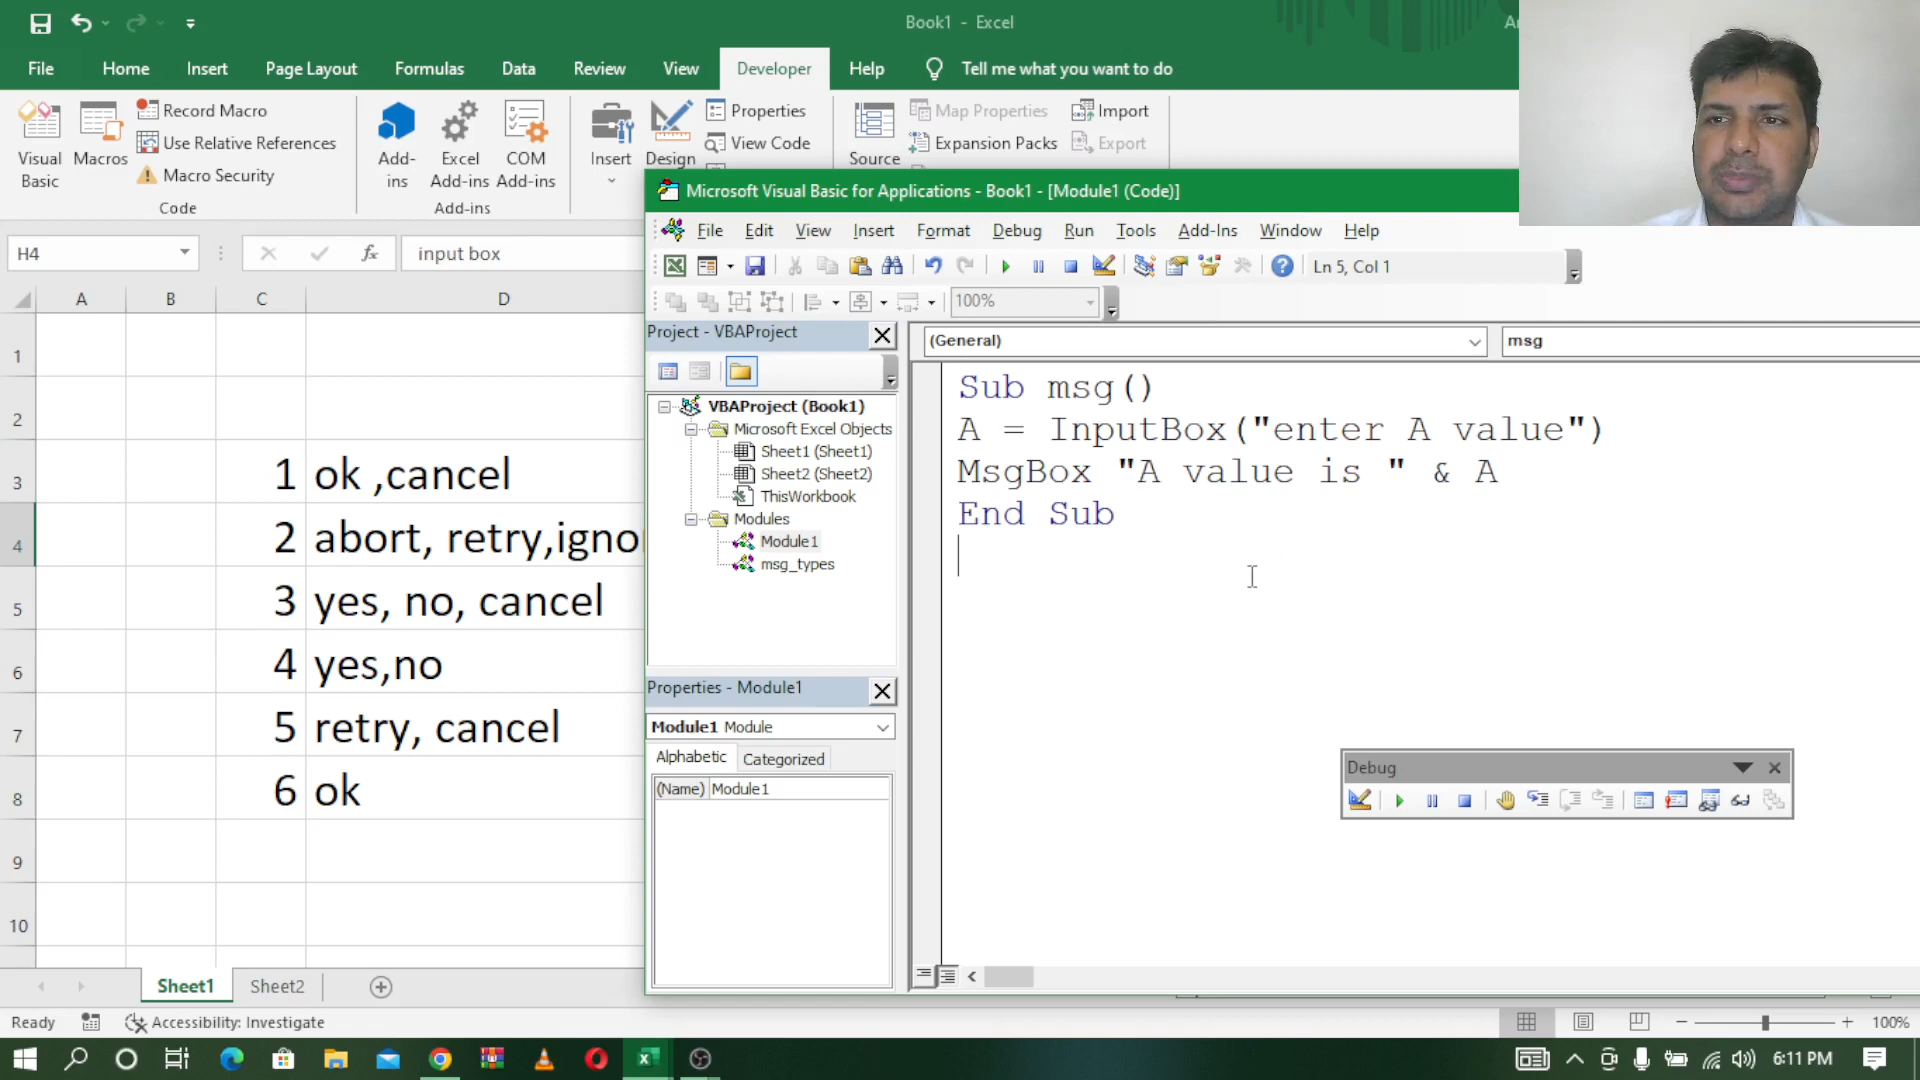 Book1 - Excel
File Home Insert Page Layout Formulas Data Review View Developer Help Tell me what you want to do
Record Macro
Use Relative References
Macro Security
Visual Basic
Macros
Code
Add-ins
Excel Add-ins
COM Add-ins
Add-ins
Insert
Design
Properties
View Code
Source
Map Properties
Expansion Packs
Import
Export
H4
input box
A B C D
1
2
3 1 ok ,cancel
4 2 abort, retry,igno
5 3 yes, no, cancel
6 4 yes,no
7 5 retry, cancel
8 6 ok
9
10
Microsoft Visual Basic for Applications - Book1 - [Module1 (Code)]
File Edit View Insert Format Debug Run Tools Add-Ins Window Help
Ln 5, Col 1
100%
Project - VBAProject
VBAProject (Book1)
Microsoft Excel Objects
Sheet1 (Sheet1)
Sheet2 (Sheet2)
ThisWorkbook
Modules
Module1
msg_types
Properties - Module1
Module1 Module
Alphabetic Categorized
(Name) Module1
(General) msg
Sub msg()
A = InputBox("enter A value")
MsgBox "A value is " & A
End Sub
Debug
Sheet1 Sheet2
Ready Accessibility: Investigate 100%
6:11 PM